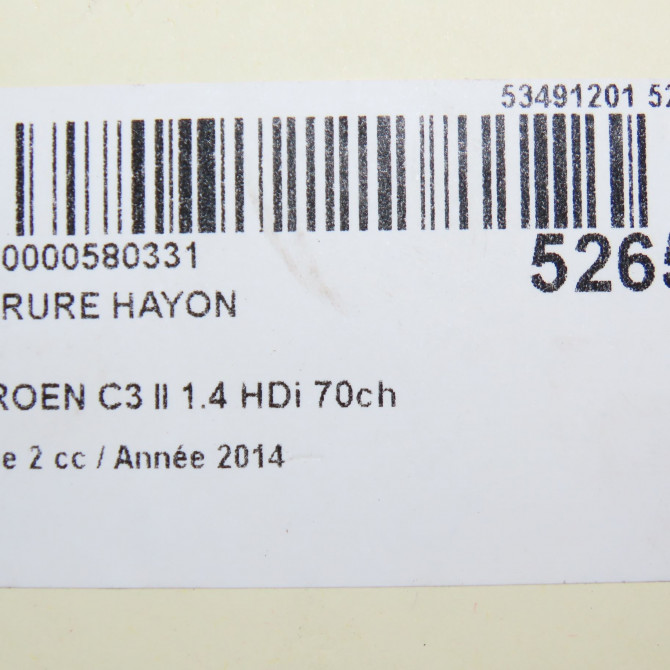 53491201 52
0000580331
5265
RURE HAYON
ROEN C3 II 1.4 HDi 70ch
e 2 cc / Année 2014